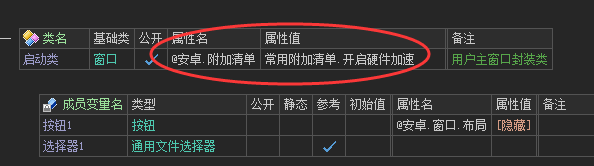 类名 基础类 公开 属性名 属性值 备注
启动类 窗口 @安卓.附加清单 常用附加清单.开启硬件加速 用户主窗口封装类
成员变量名 类型 公开 静态 参考 初始值 属性名 属性值 备注
按钮1 按钮 @安卓.窗口.布局 [隐藏]
选择器1 通用文件选择器